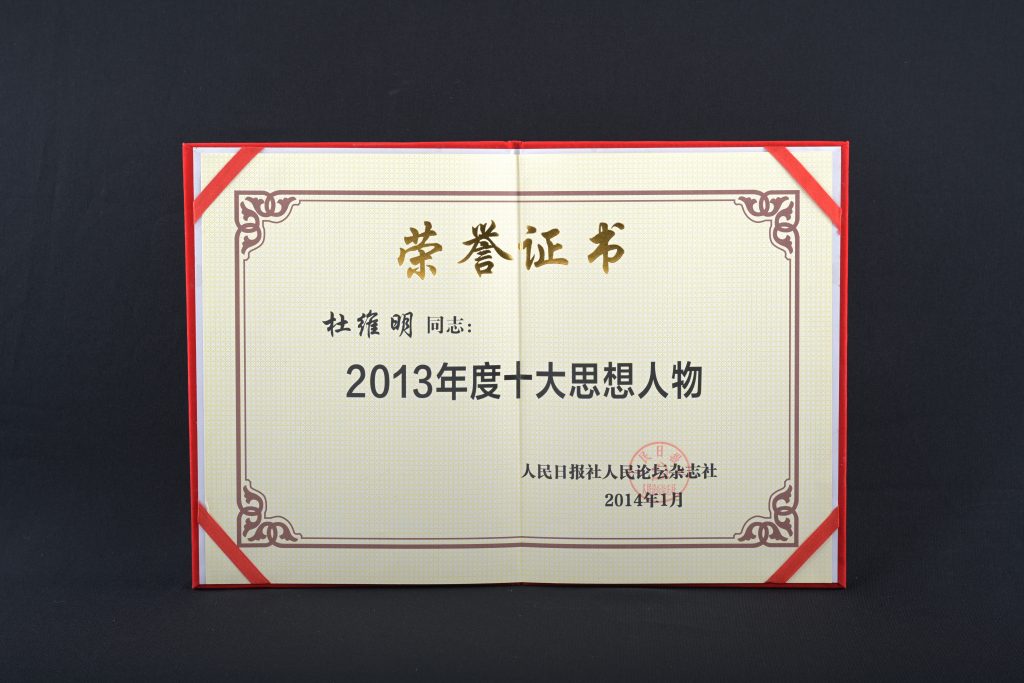 荣誉证书
杜维明 同志:
2013年度十大思想人物
人民日报社人民论坛杂志社
2014年1月